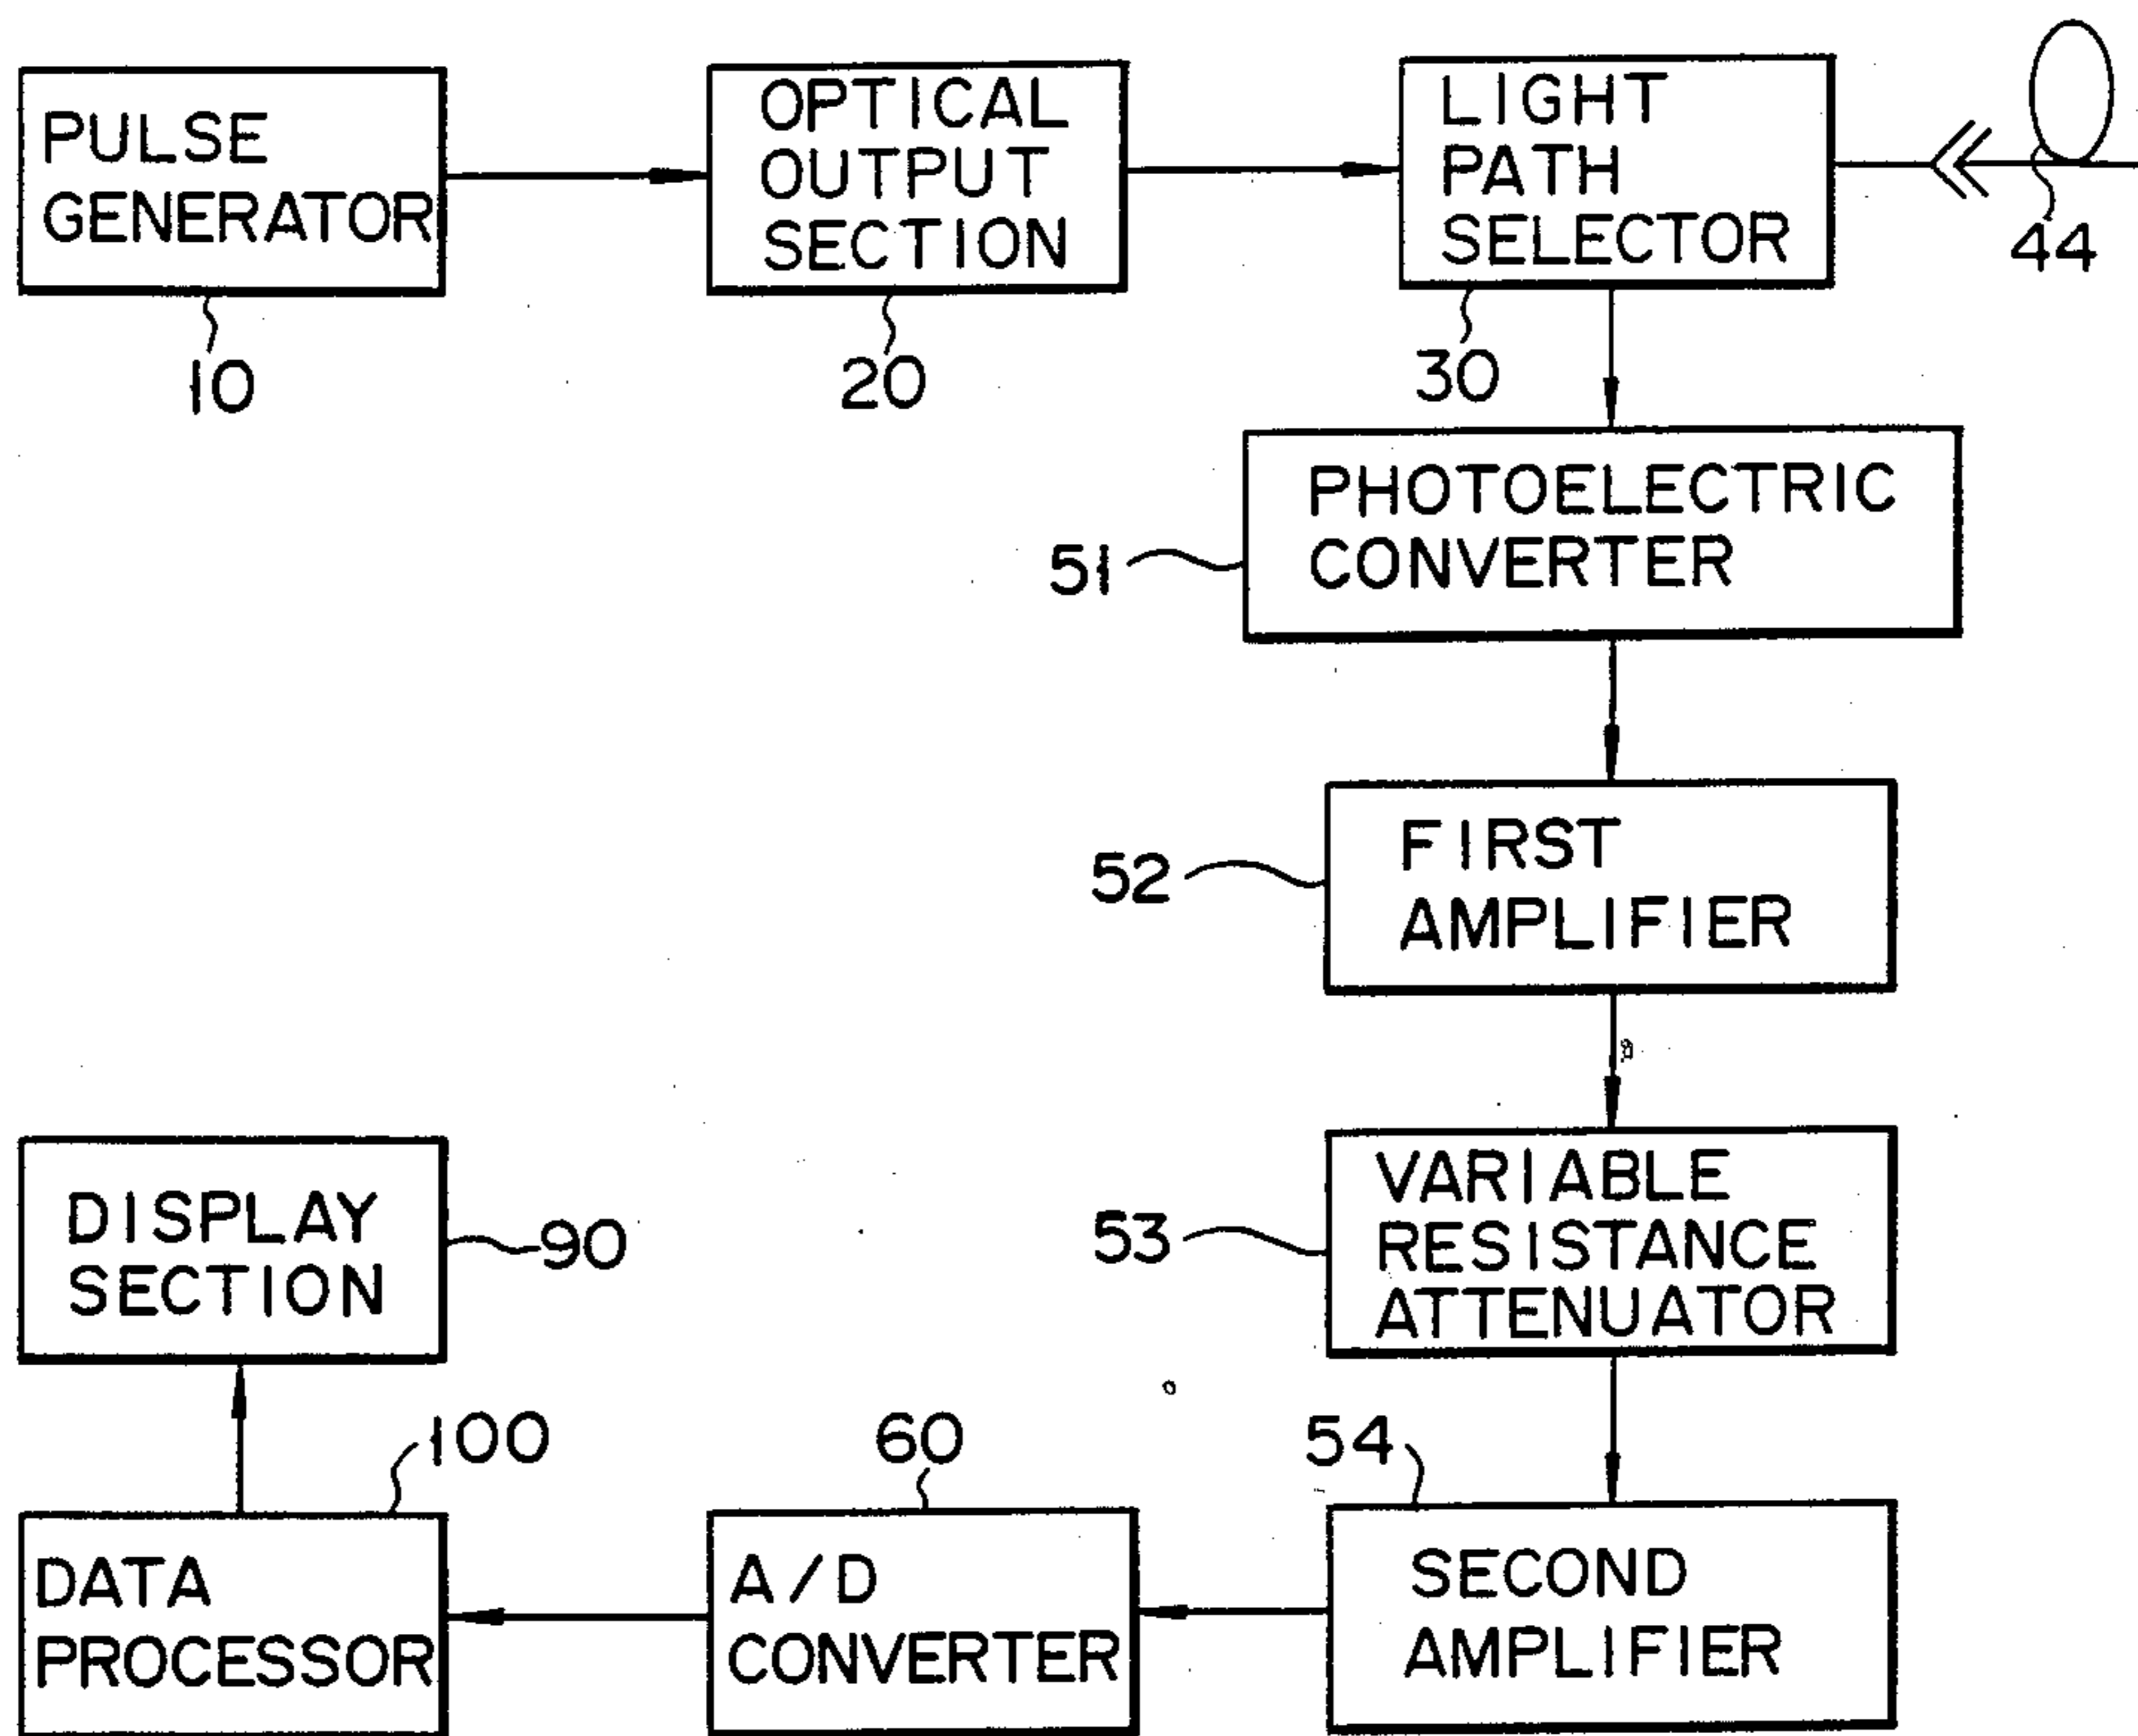 PULSE
GENERATOR
10
OPTICAL
OUTPUT
SECTION
20
LIGHT
PATH
SELECTOR
30
44
PHOTOELECTRIC
CONVERTER
51
FIRST
AMPLIFIER
52
VARIABLE
RESISTANCE
ATTENUATOR
53
SECOND
AMPLIFIER
54
A/D
CONVERTER
60
DATA
PROCESSOR
100
DISPLAY
SECTION
90